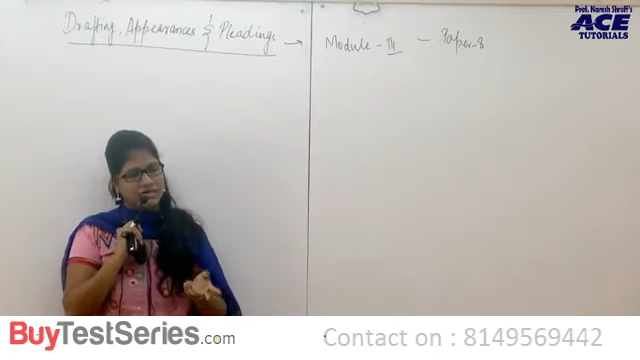 Drafting, Appearances & Pleadings → Module - III — Paper-8
Prof. Naresh Shroff's
ACE
TUTORIALS
BuyTestSeries.com
Contact on : 8149569442